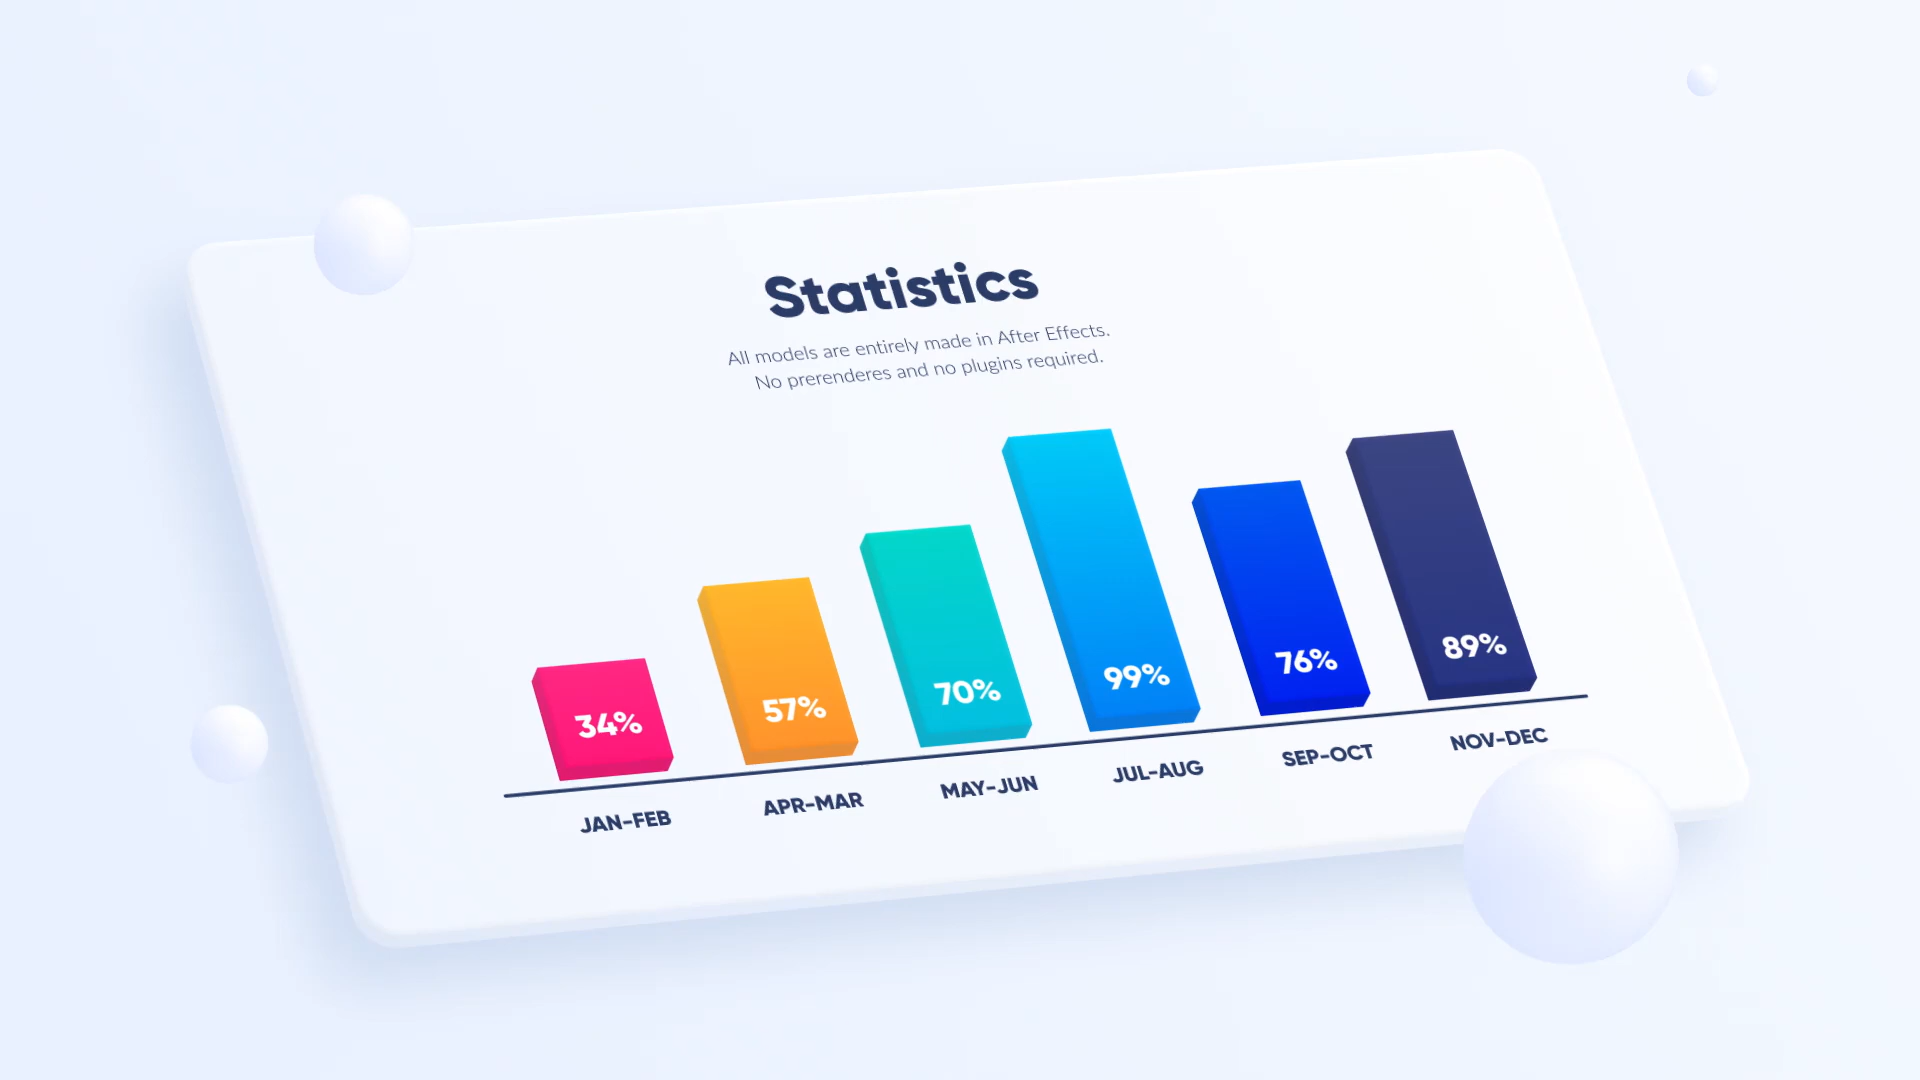 Statistics
All models are entirely made in After Effects.
No prerenderes and no plugins required.
34%
57%
70%
99%
76%
89%
JAN-FEB
APR-MAR
MAY-JUN
JUL-AUG
SEP-OCT
NOV-DEC